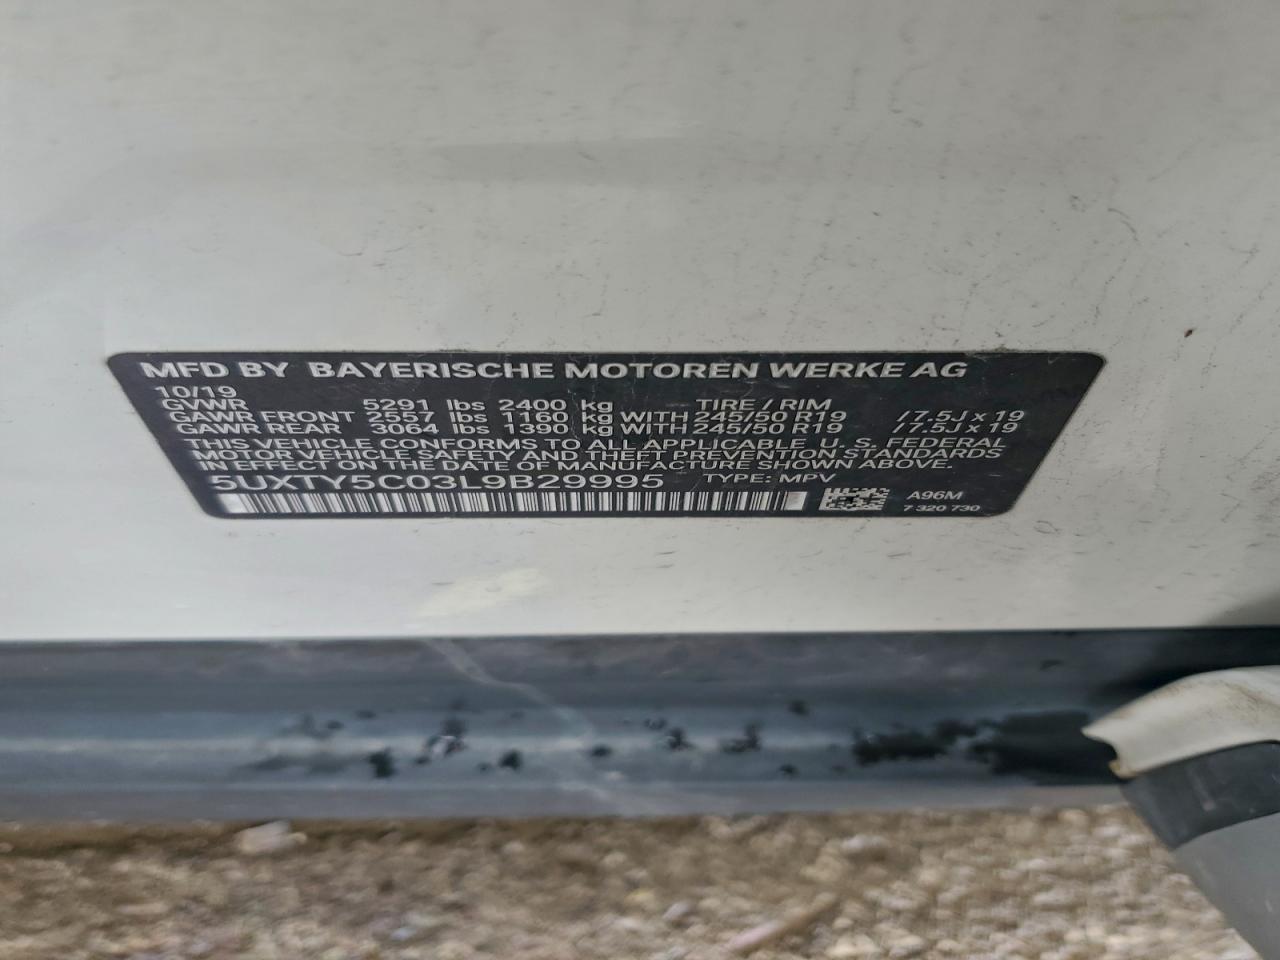 MFD BY BAYERISCHE MOTOREN WERKE AG
10/19
GVWR 5291 lbs 2400 kg TIRE / RIM
GAWR FRONT 2557 lbs 1160 kg WITH 245/50 R19 /7.5J x 19
GAWR REAR 3064 lbs 1390 kg WITH 245/50 R19 /7.5J x 19
THIS VEHICLE CONFORMS TO ALL APPLICABLE U. S. FEDERAL
MOTOR VEHICLE SAFETY AND THEFT PREVENTION STANDARDS
IN EFFECT ON THE DATE OF MANUFACTURE SHOWN ABOVE.
5UXTY5C03L9B29995 TYPE: MPV
A96M
7 320 730